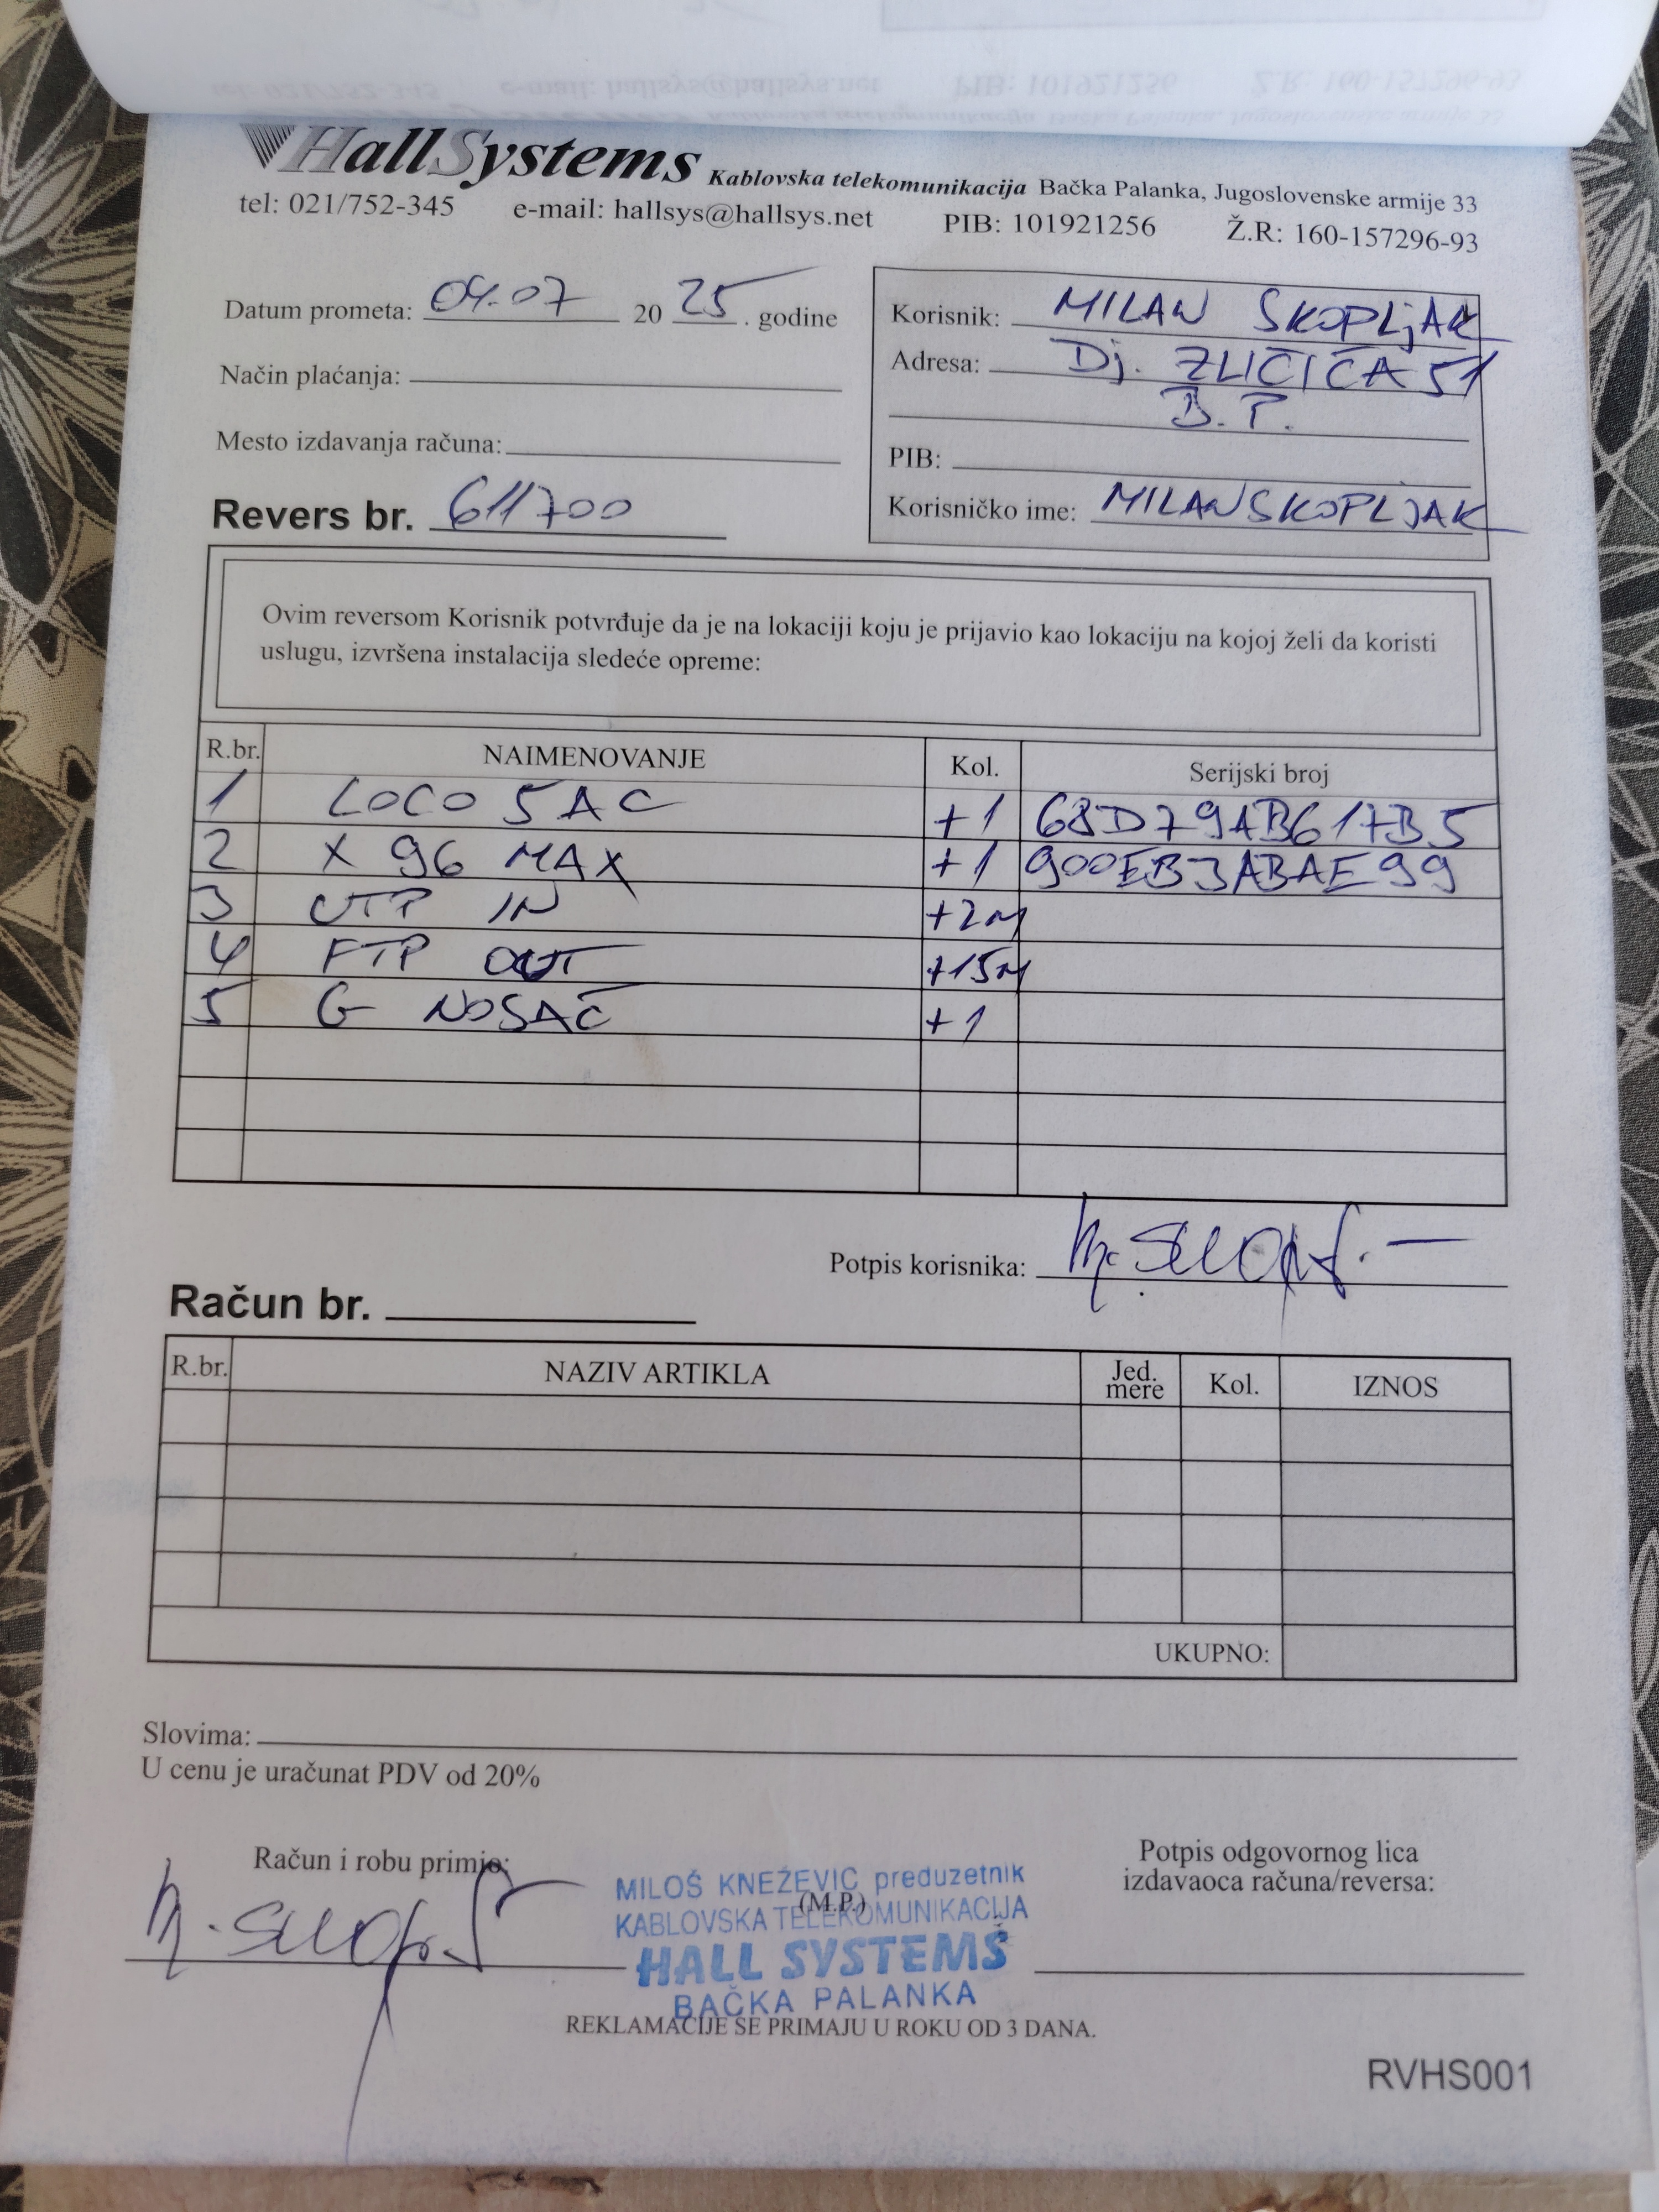 HallSystems Kablovska telekomunikacija Bačka Palanka, Jugoslovenske armije 33
tel: 021/752-345 e-mail: hallsys@hallsys.net PIB: 101921256 Ž.R: 160-157296-93
Datum prometa: 04.07 2025. godine
Način plaćanja:
Mesto izdavanja računa:
Revers br. 611700
Korisnik: MILAN SKOPLjAK
Adresa: Dj. ZLIČIĆA 51
B.P.
PIB:
Korisničko ime: MILANSKOPLJAK
Ovim reversom Korisnik potvrđuje da je na lokaciji koju je prijavio kao lokaciju na kojoj želi da koristi
uslugu, izvršena instalacija sledeće opreme:
R.br. NAIMENOVANJE Kol. Serijski broj
1 LOCO 5 AC +1 68D79AB617B5
2 X 96 MAX +1 900EB3ABAE99
3 UTP IN +2m
4 FTP OUT +15m
5 G NOSAČ +1
Potpis korisnika:
Račun br.
R.br. NAZIV ARTIKLA Jed. mere Kol. IZNOS
UKUPNO:
Slovima:
U cenu je uračunat PDV od 20%
Račun i robu primio:
MILOŠ KNEŽEVIĆ preduzetnik
(M.P.)
KABLOVSKA TELEKOMUNIKACIJA
HALL SYSTEMS
BAČKA PALANKA
Potpis odgovornog lica
izdavaoca računa/reversa:
REKLAMACIJE SE PRIMAJU U ROKU OD 3 DANA.
RVHS001